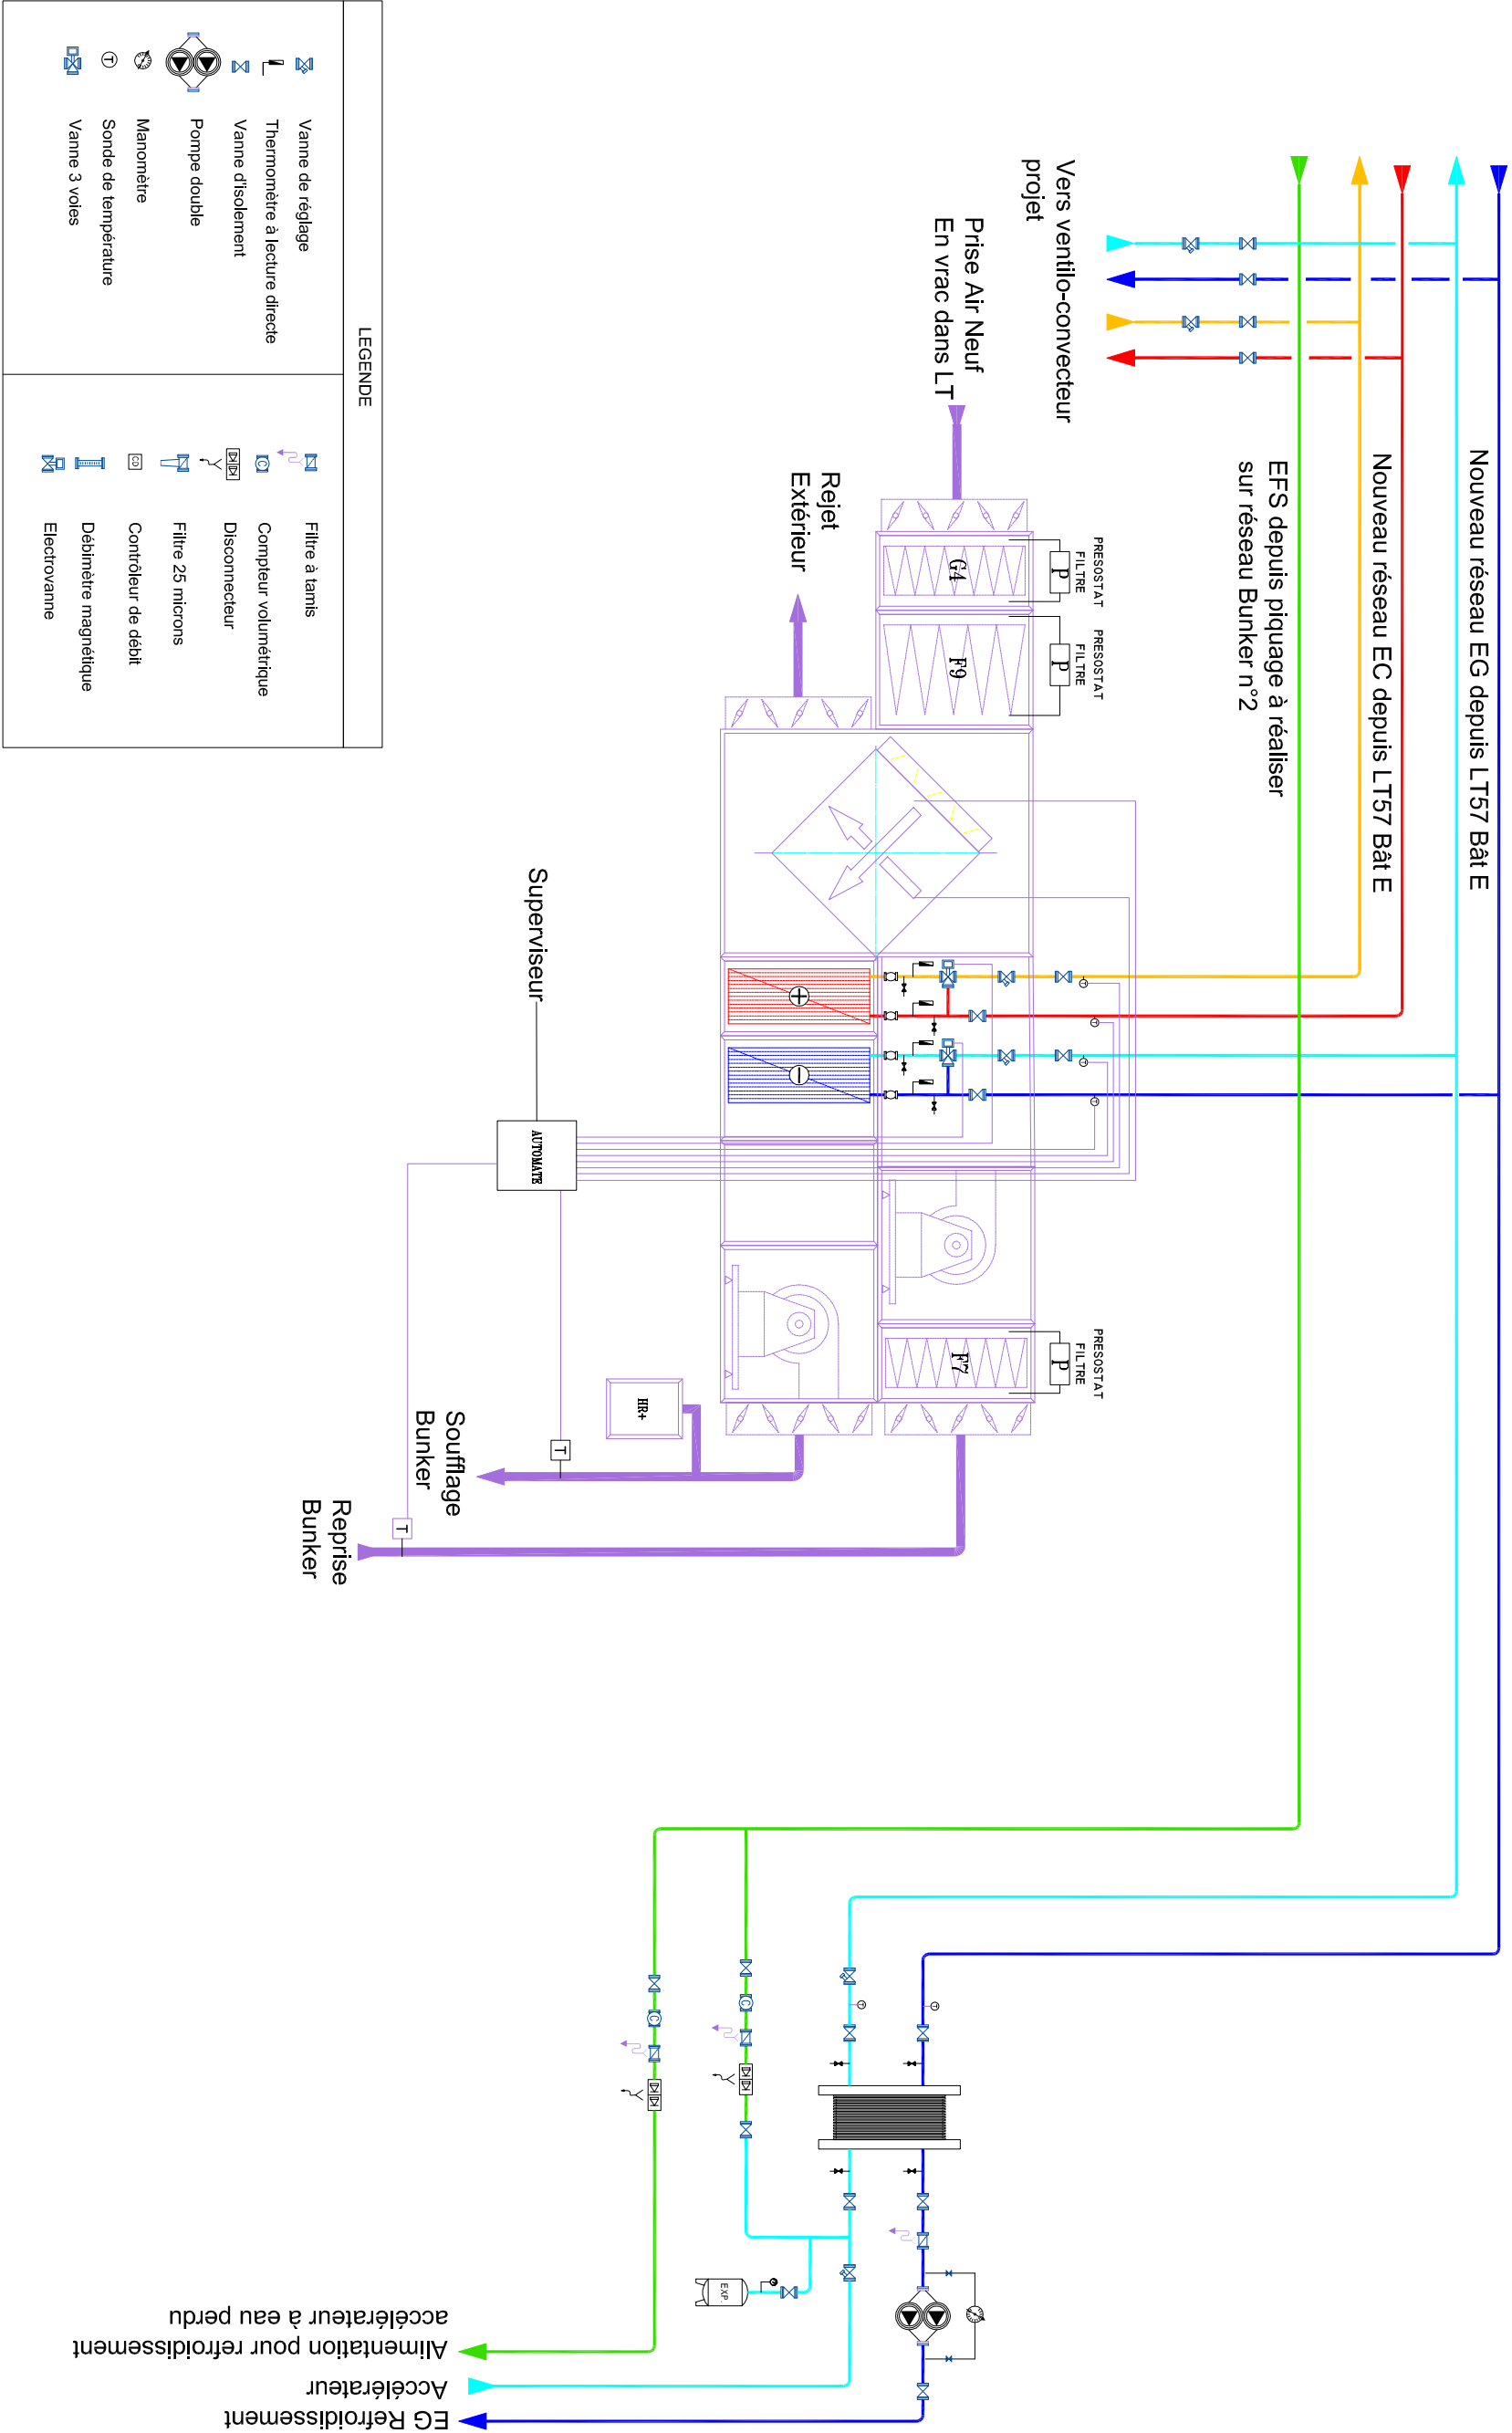 Nouveau réseau EG depuis LT57 Bât E
Nouveau réseau EC depuis LT57 Bât E
EFS depuis piquage à réaliser
sur réseau Bunker n°2
Vers ventilo-convecteur
projet
Prise Air Neuf
En vrac dans LT
Rejet
Extérieur
PRESOSTAT
FILTRE
P
G4
PRESOSTAT
FILTRE
P
F9
PRESOSTAT
FILTRE
P
F7
T
T
T
T
Superviseur
AUTOMATE
HR+
T
Soufflage
Bunker
T
Reprise
Bunker
T
T
C
C
EXP.
Alimentation pour refroidissement
accélérateur à eau perdu
EG Refroidissement
Accélérateur
LEGENDE
Vanne de réglage
Thermomètre à lecture directe
Vanne d'isolement
Pompe double
Manomètre
T
Sonde de température
Vanne 3 voies
Filtre à tamis
C
Compteur volumétrique
Disconnecteur
Filtre 25 microns
CD
Contrôleur de débit
Débimètre magnétique
Electrovanne